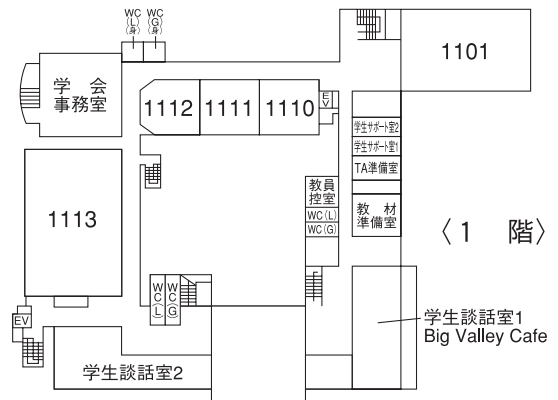 WC(L)(身)
WC(G)(身)
学 会
事務室
1101
1112
1111
1110
EV
学生サポート室2
学生サポート室1
TA準備室
教員
控室
WC(L)
WC(G)
教 材
準備室
〈1 階〉
1113
WC(L)
WC(G)
EV
学生談話室1
Big Valley Cafe
学生談話室2